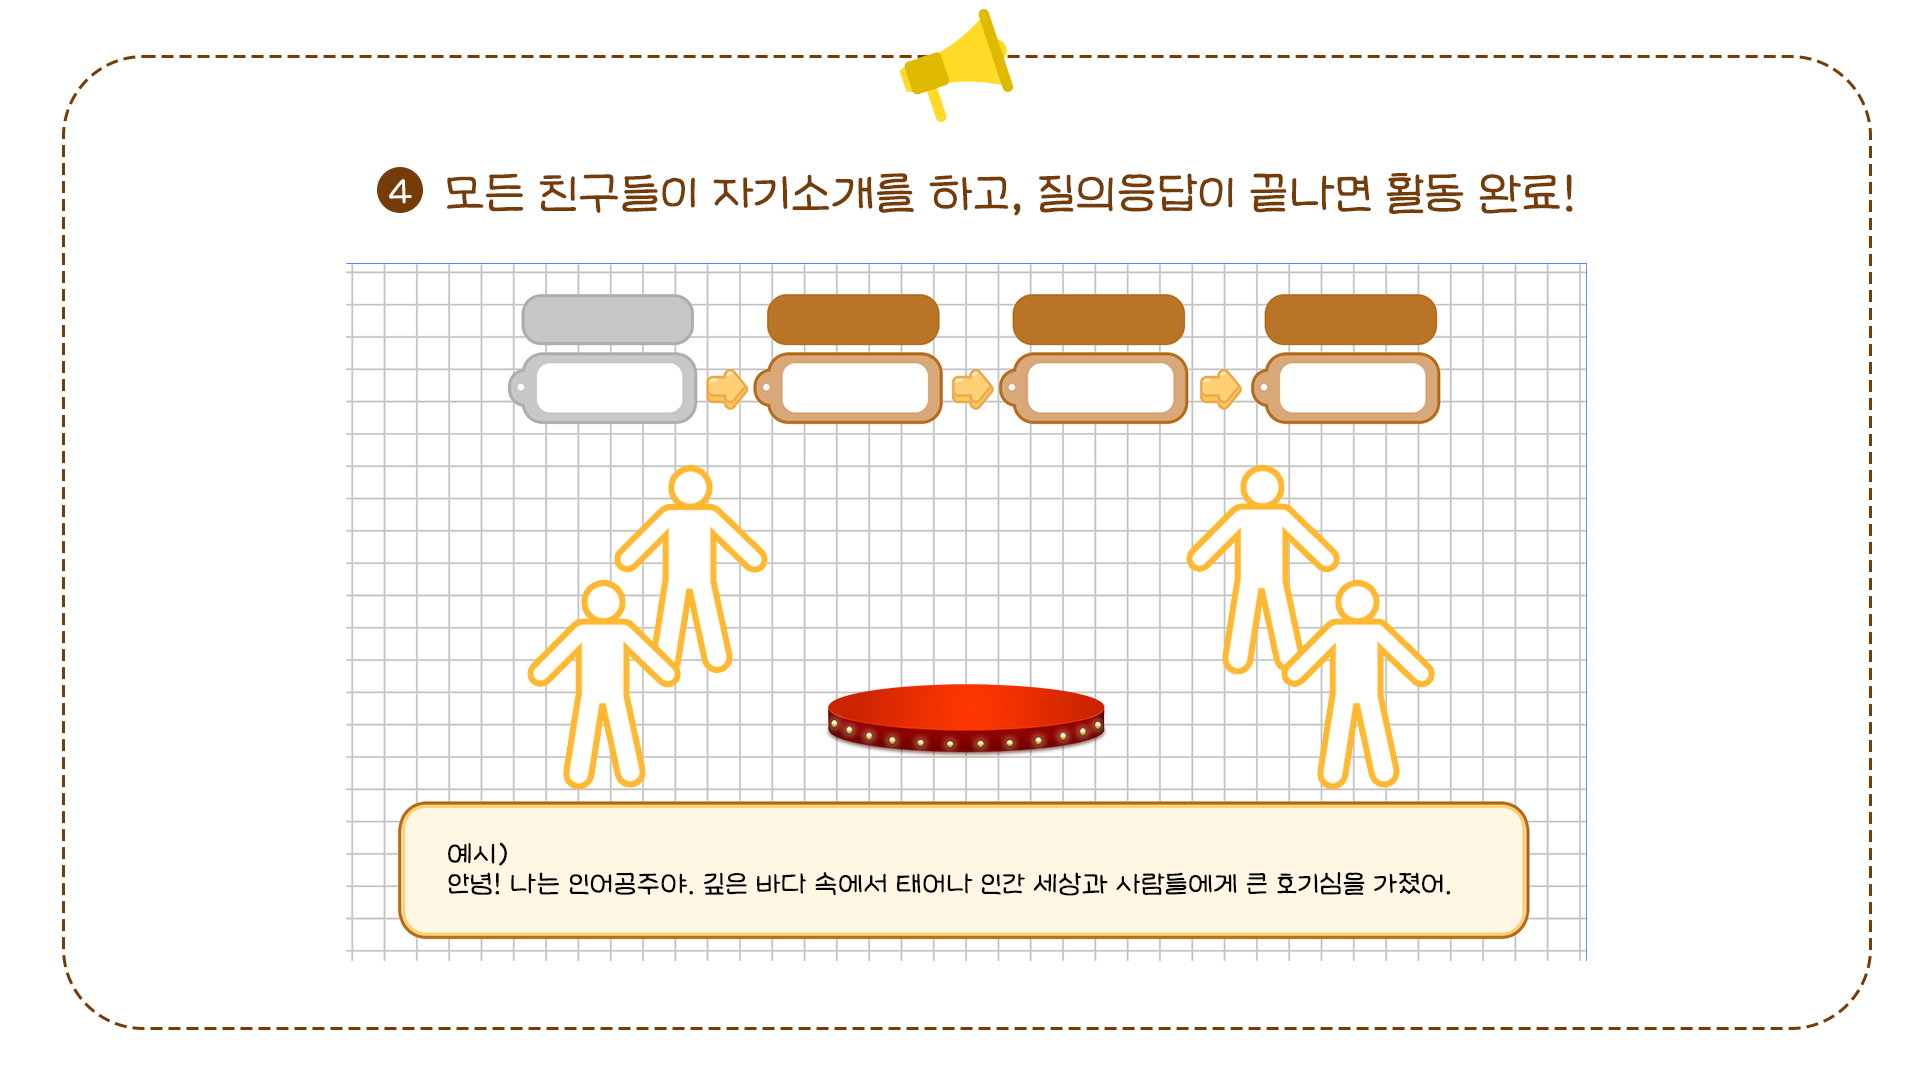 4 모든 친구들이 자기소개를 하고, 질의응답이 끝나면 활동 완료!
예시)
안녕! 나는 인어공주야. 깊은 바다 속에서 태어나 인간 세상과 사람들에게 큰 호기심을 가졌어.